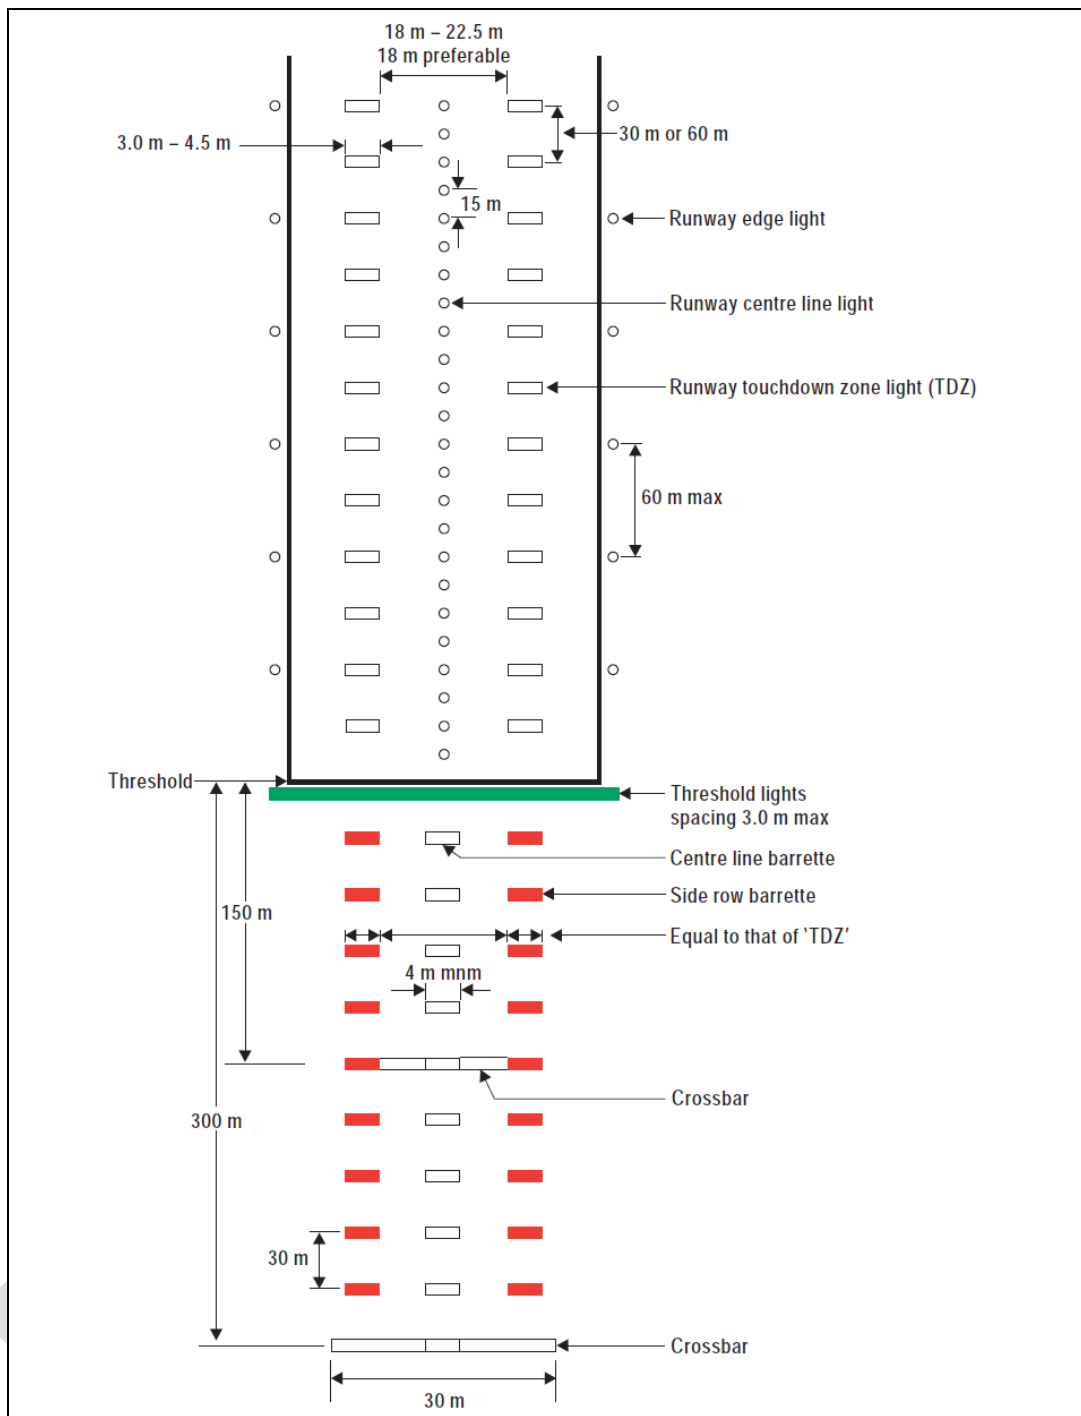 18 m – 22.5 m
18 m preferable
3.0 m – 4.5 m
30 m or 60 m
15 m
Runway edge light
Runway centre line light
Runway touchdown zone light (TDZ)
60 m max
Threshold
Threshold lights
spacing 3.0 m max
Centre line barrette
Side row barrette
150 m
Equal to that of ‘TDZ’
4 m mnm
Crossbar
300 m
30 m
Crossbar
30 m